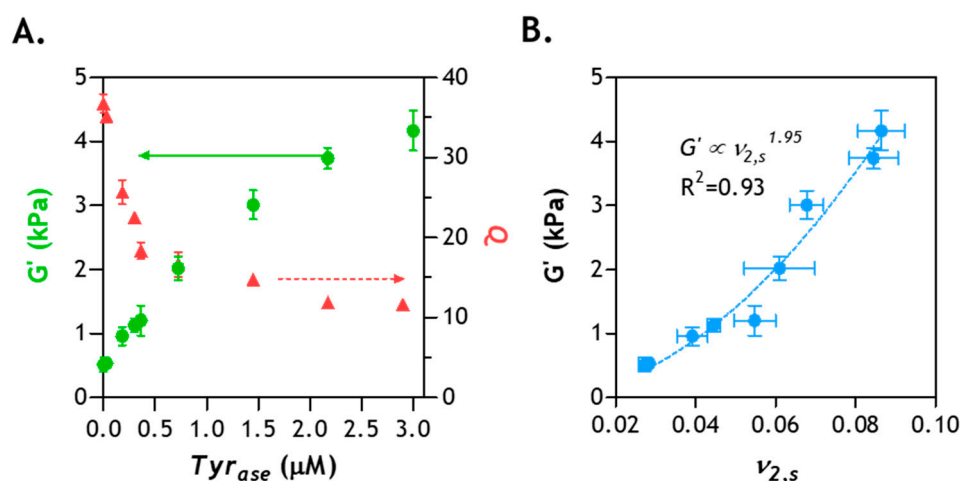 A.
B.
5
4
3
2
1
0
G' (kPa)
40
30
20
10
0
Q
0.0 0.5 1.0 1.5 2.0 2.5 3.0
Tyrase (μM)
5
4
3
2
1
0
G' (kPa)
G' ∝ ν2,s^1.95
R²=0.93
0.02 0.04 0.06 0.08 0.10
ν2,s